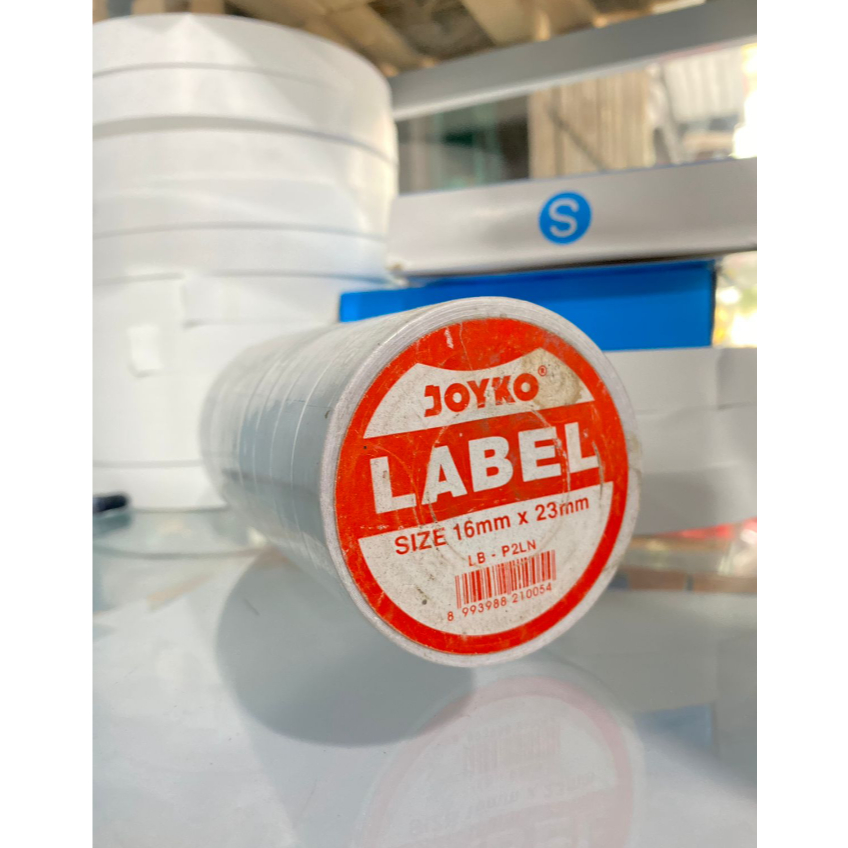 S
JOYKO®
LABEL
SIZE 16mm x 23mm
LB - P2LN
8 993988 210054